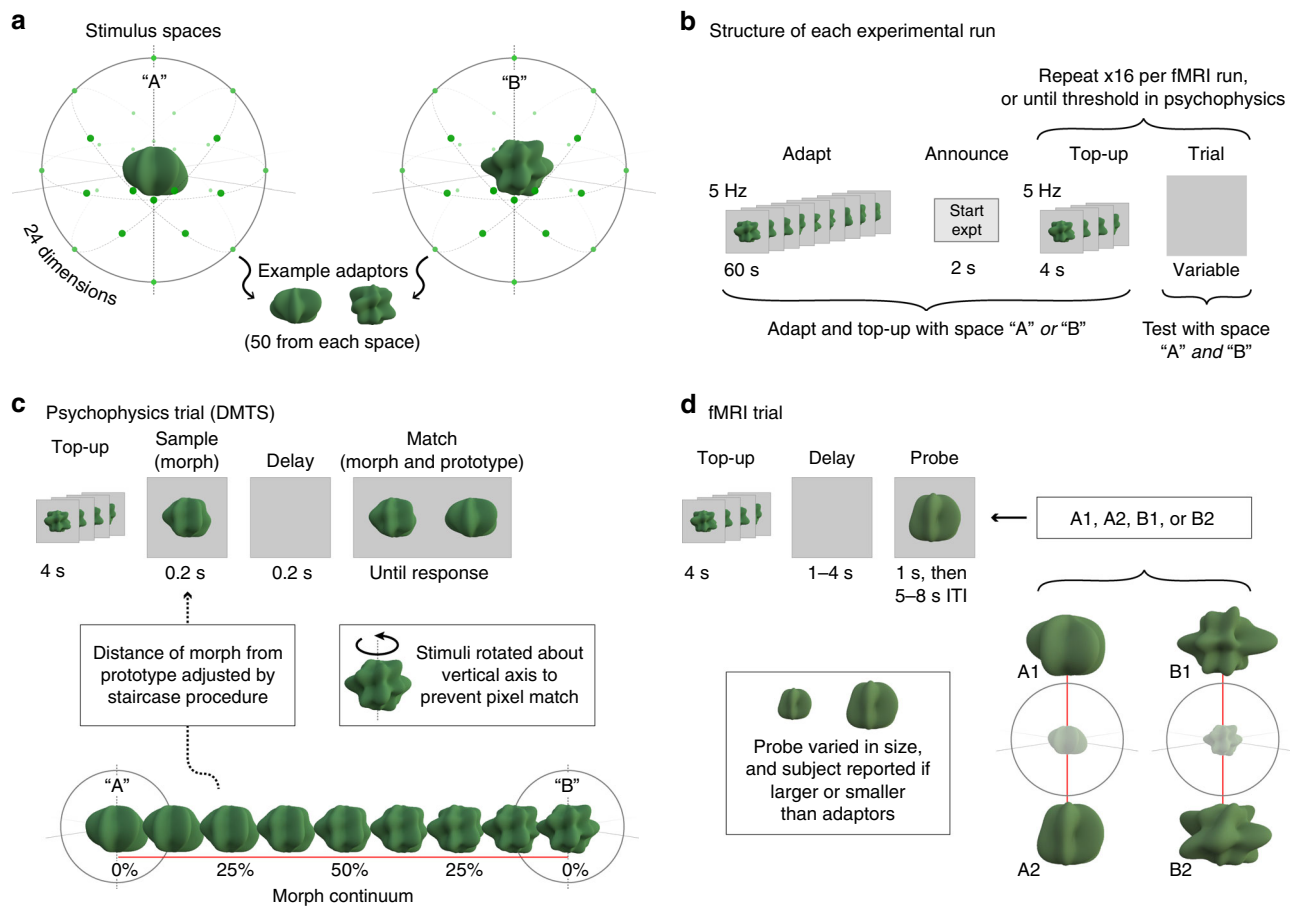 a
Stimulus spaces
“A”
“B”
24 dimensions
Example adaptors
(50 from each space)
b
Structure of each experimental run
Repeat x16 per fMRI run,
or until threshold in psychophysics
Adapt
Announce
Top-up
Trial
5 Hz
5 Hz
Start
expt
60 s
2 s
4 s
Variable
Adapt and top-up with space “A” or “B”
Test with space
“A” and “B”
c
Psychophysics trial (DMTS)
Top-up
Sample
(morph)
Delay
Match
(morph and prototype)
4 s
0.2 s
0.2 s
Until response
Distance of morph from
prototype adjusted by
staircase procedure
Stimuli rotated about
vertical axis to
prevent pixel match
“A”
“B”
0%
25%
50%
25%
0%
Morph continuum
d
fMRI trial
Top-up
Delay
Probe
A1, A2, B1, or B2
4 s
1–4 s
1 s, then
5–8 s ITI
Probe varied in size,
and subject reported if
larger or smaller
than adaptors
A1
B1
A2
B2